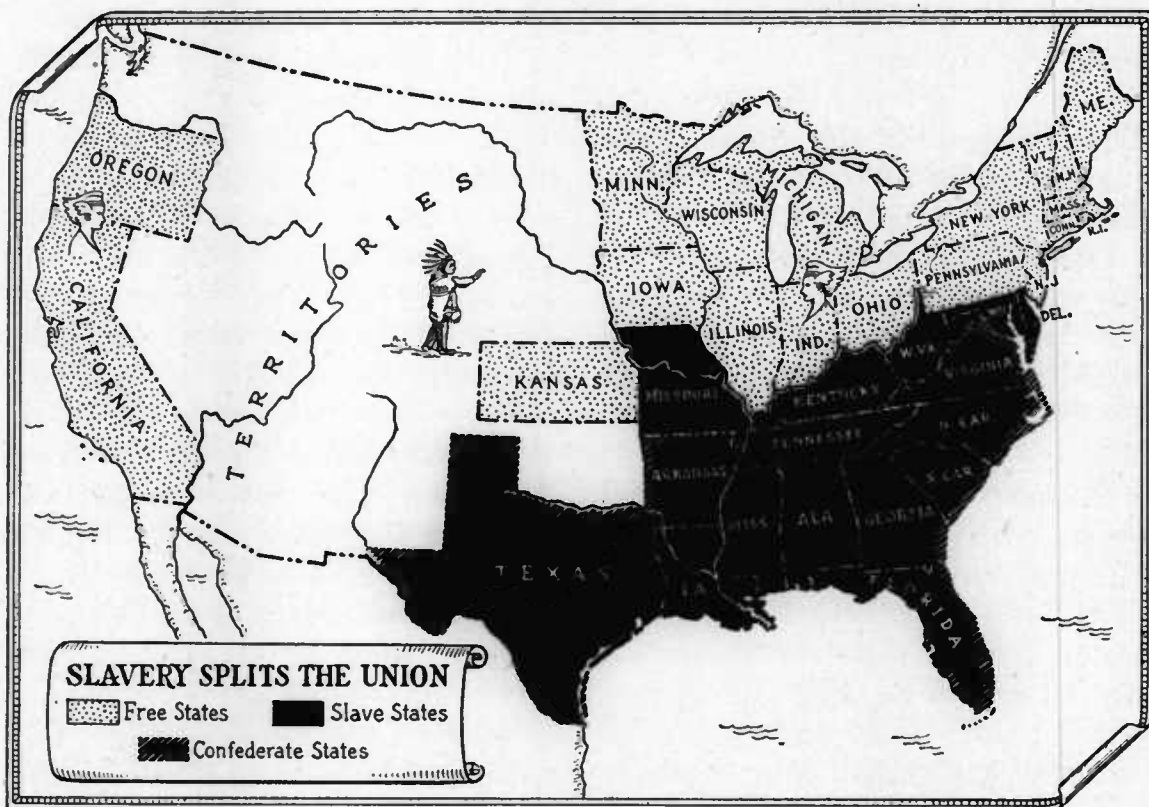 ME.
VT.
N.H.
OREGON
MINN.
WISCONSIN
MICHIGAN
NEW YORK
MASS.
CONN.
R.I.
TERRITORIES
IOWA
PENNSYLVANIA
N.J.
CALIFORNIA
ILLINOIS
IND.
OHIO
DEL.
KANSAS
W.VA.
VIRGINIA
MISSOURI
KENTUCKY
TENNESSEE
N. CAR.
ARKANSAS
S. CAR.
MISS.
ALA.
GEORGIA
TEXAS
LA.
FLORIDA
SLAVERY SPLITS THE UNION
Free States
Slave States
Confederate States